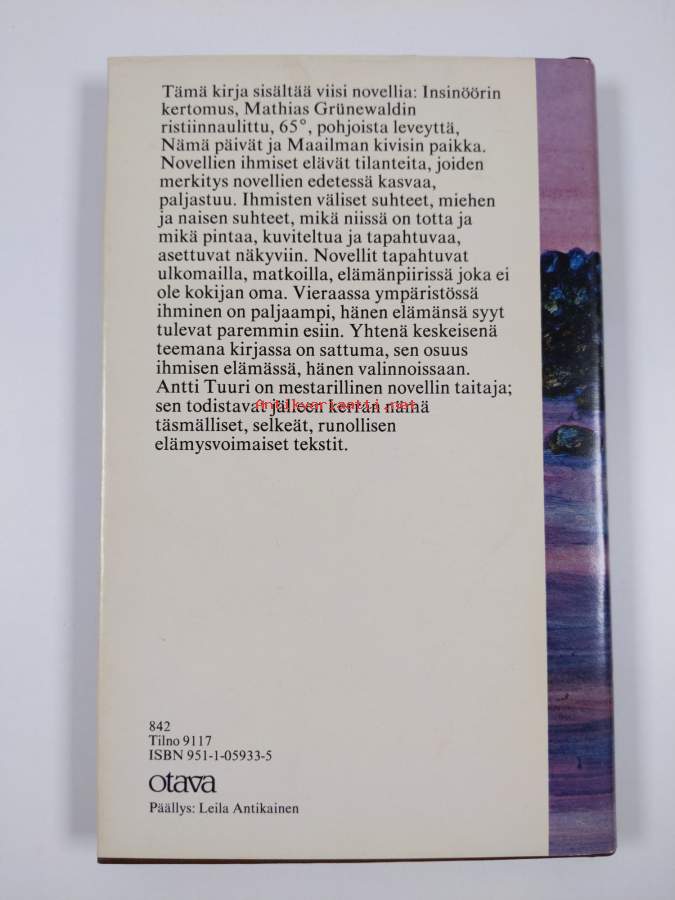 Tämä kirja sisältää viisi novellia: Insinöörin
kertomus, Mathias Grünewaldin
ristiinnaulittu, 65°, pohjoista leveyttä,
Nämä päivät ja Maailman kivisin paikka.
Novellien ihmiset elävät tilanteita, joiden
merkitys novellien edetessä kasvaa,
paljastuu. Ihmisten väliset suhteet, miehen
ja naisen suhteet, mikä niissä on totta ja
mikä pintaa, kuviteltua ja tapahtuvaa,
asettuvat näkyviin. Novellit tapahtuvat
ulkomailla, matkoilla, elämänpiirissä joka ei
ole kokijan oma. Vieraassa ympäristössä
ihminen on paljaampi, hänen elämänsä syyt
tulevat paremmin esiin. Yhtenä keskeisenä
teemana kirjassa on sattuma, sen osuus
ihmisen elämässä, hänen valinnoissaan.
Antti Tuuri on mestarillinen novellin taitaja;
sen todistavat jälleen kerran nämä
Antikvariaatti.net
täsmälliset, selkeät, runollisen
elämysvoimaiset tekstit.
842
Tilno 9117
ISBN 951-1-05933-5
otava
Päällys: Leila Antikainen